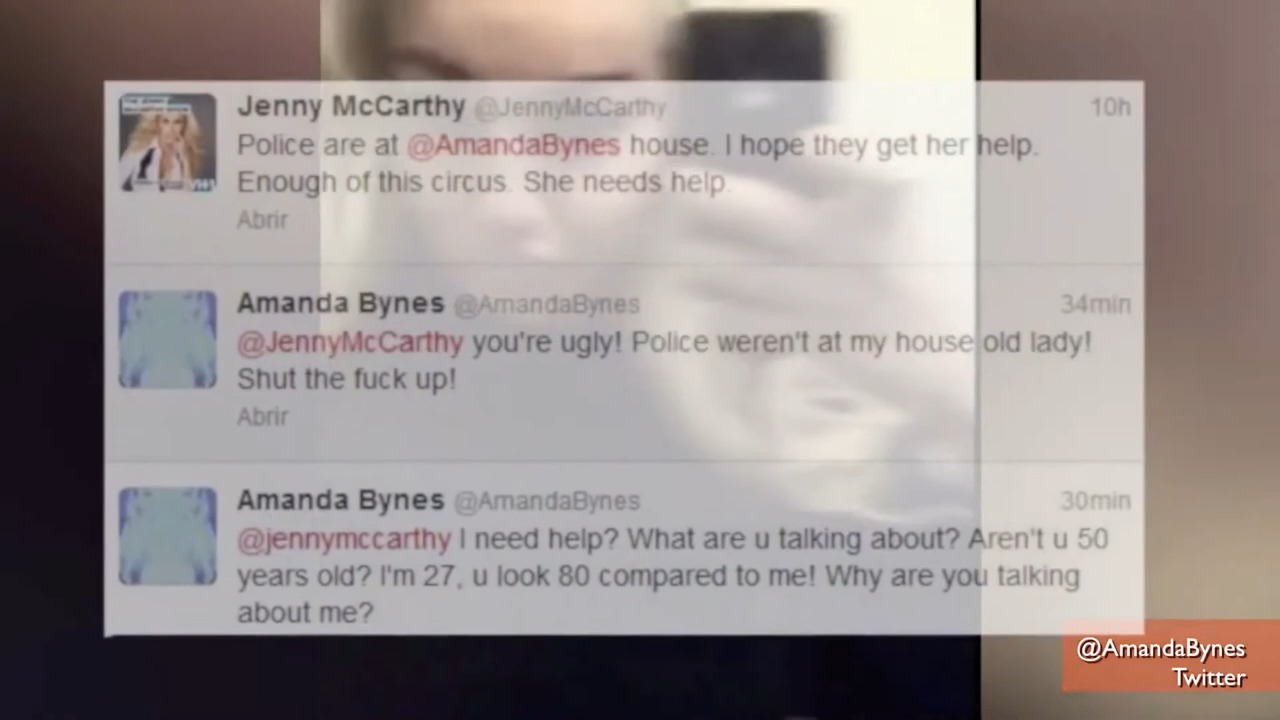 Jenny McCarthy @JennyMcCarthy 10h
Police are at @AmandaBynes house. I hope they get her help.
Enough of this circus. She needs help.
Abrir
Amanda Bynes @AmandaBynes 34min
@JennyMcCarthy you're ugly! Police weren't at my house old lady!
Shut the fuck up!
Abrir
Amanda Bynes @AmandaBynes 30min
@jennymccarthy I need help? What are u talking about? Aren't u 50
years old? I'm 27, u look 80 compared to me! Why are you talking
about me?
@AmandaBynes
Twitter